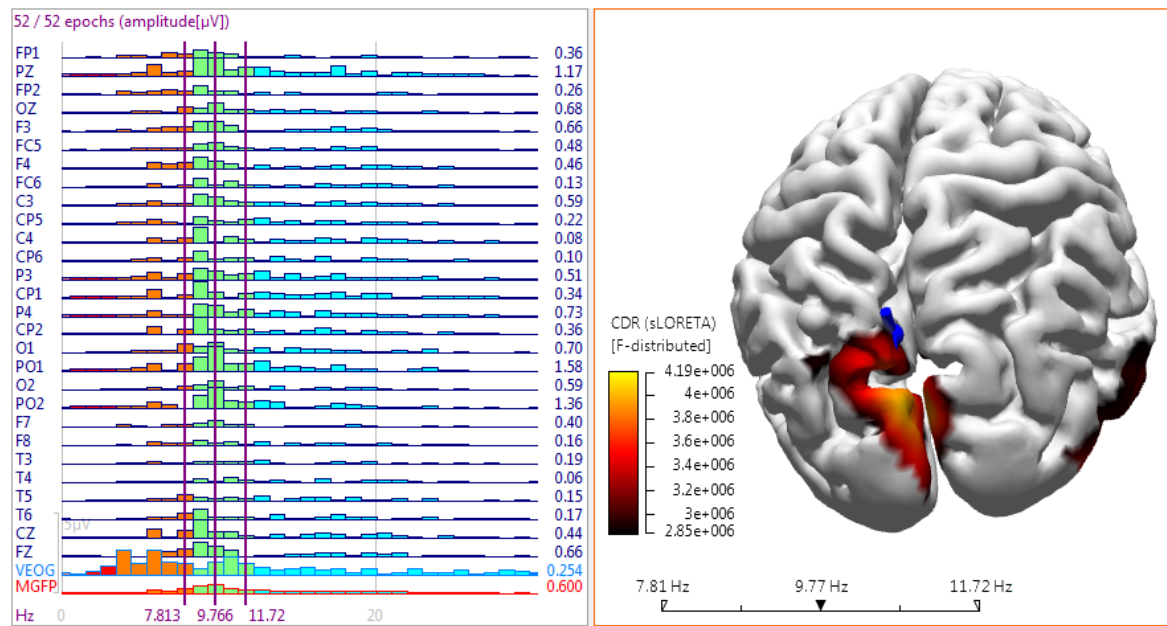 52 / 52 epochs (amplitude[µV])
FP1 0.36
PZ 1.17
FP2 0.26
OZ 0.68
F3 0.66
FC5 0.48
F4 0.46
FC6 0.13
C3 0.59
CP5 0.22
C4 0.08
CP6 0.10
P3 0.51
CP1 0.34
P4 0.73
CP2 0.36
O1 0.70
PO1 1.58
O2 0.59
PO2 1.36
F7 0.40
F8 0.16
T3 0.19
T4 0.06
T5 0.15
T6 0.17
5µV
CZ 0.44
FZ 0.66
VEOG 0.254
MGFP 0.600
Hz 0 7.813 9.766 11.72 20
CDR (sLORETA)
[F-distributed]
4.19e+006
4e+006
3.8e+006
3.6e+006
3.4e+006
3.2e+006
3e+006
2.85e+006
7.81 Hz 9.77 Hz 11.72 Hz